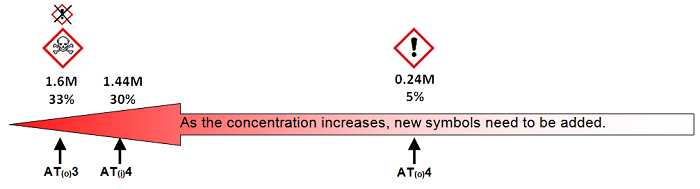 1.6M 1.44M 0.24M
33% 30% 5%
As the concentration increases, new symbols need to be added.
AT(o)3 AT(i)4 AT(o)4